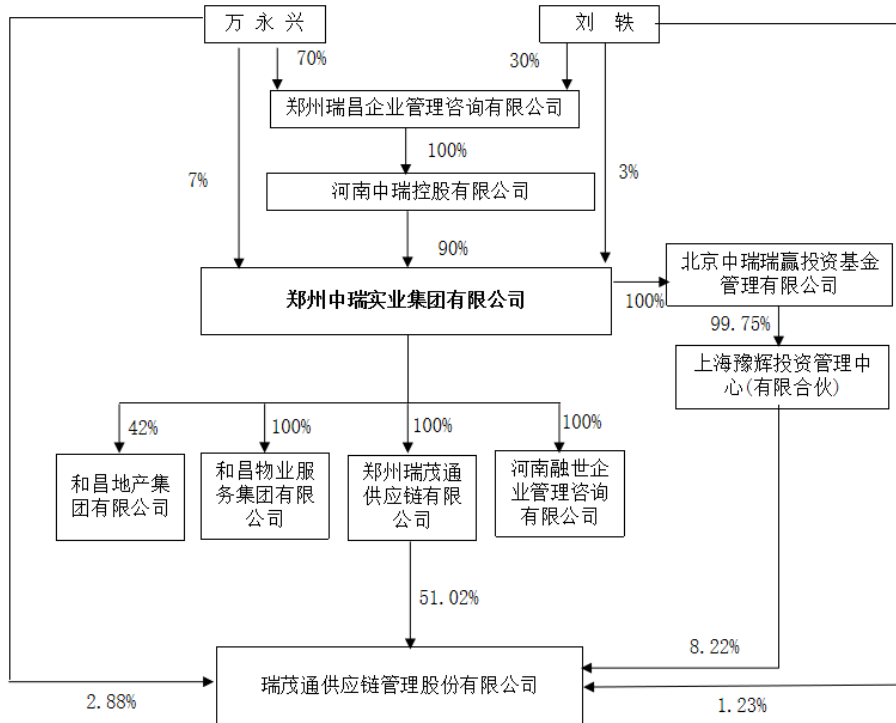 万 永 兴
刘 轶
70%
30%
郑州瑞昌企业管理咨询有限公司
100%
7%
3%
河南中瑞控股有限公司
90%
郑州中瑞实业集团有限公司
100%
北京中瑞瑞赢投资基金
管理有限公司
99.75%
上海豫辉投资管理中
心(有限合伙)
42%
100%
100%
100%
和昌地产集
团有限公司
和昌物业服
务集团有限
公司
郑州瑞茂通
供应链有限
公司
河南融世企
业管理咨询
有限公司
51.02%
8.22%
瑞茂通供应链管理股份有限公司
2.88%
1.23%